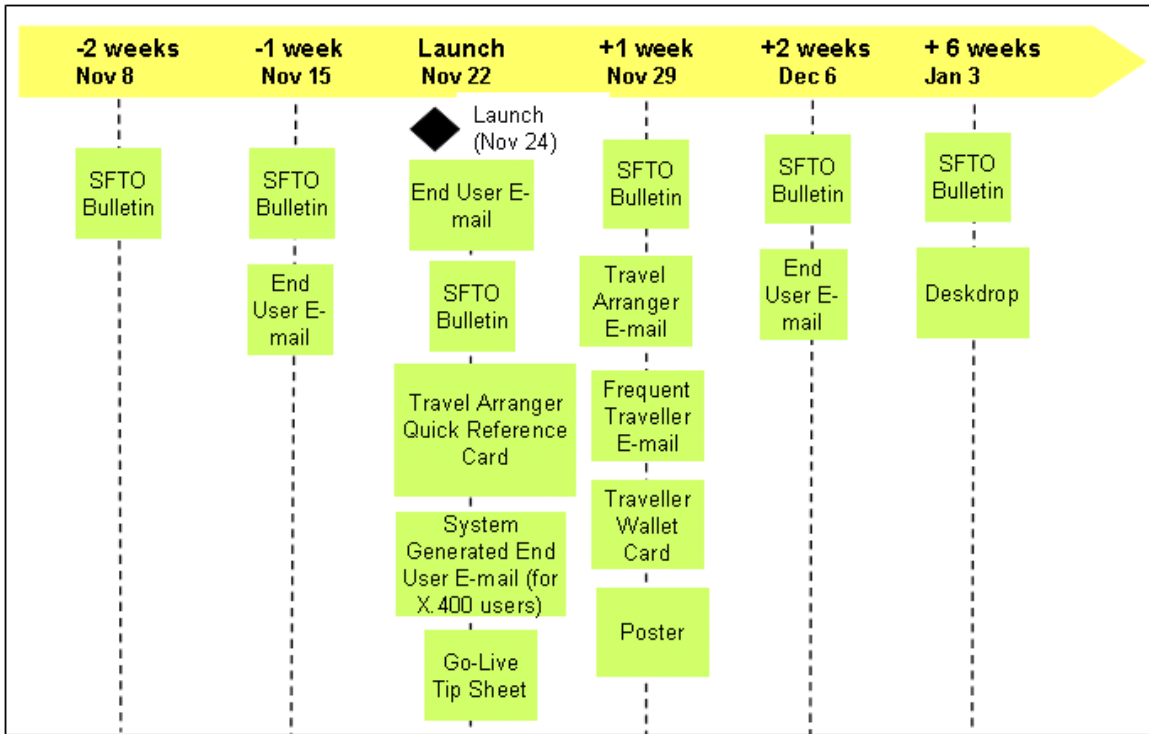 -2 weeks
Nov 8
-1 week
Nov 15
Launch
Nov 22
+1 week
Nov 29
+2 weeks
Dec 6
+ 6 weeks
Jan 3
Launch
(Nov 24)
SFTO
Bulletin
SFTO
Bulletin
End
User E-
mail
End User E-
mail
SFTO
Bulletin
Travel Arranger
Quick Reference
Card
System
Generated End
User E-mail (for
X.400 users)
Go-Live
Tip Sheet
SFTO
Bulletin
Travel
Arranger
E-mail
Frequent
Traveller
E-mail
Traveller
Wallet
Card
Poster
SFTO
Bulletin
End
User E-
mail
SFTO
Bulletin
Deskdrop